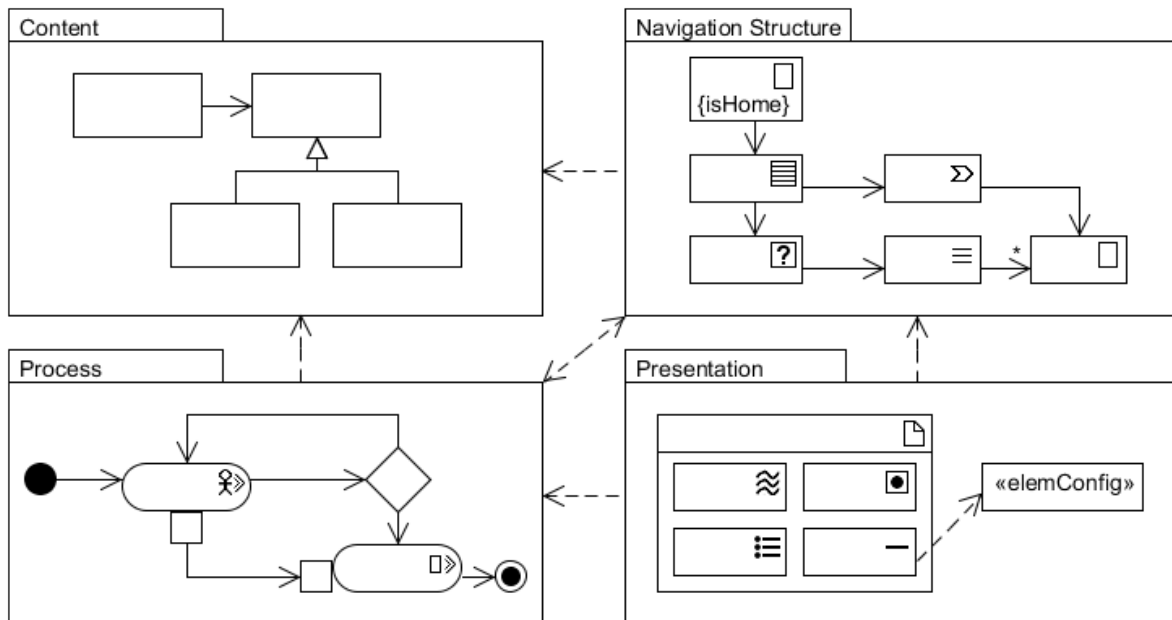 Content
Navigation Structure
{isHome}
?
*
Process
Presentation
«elemConfig»